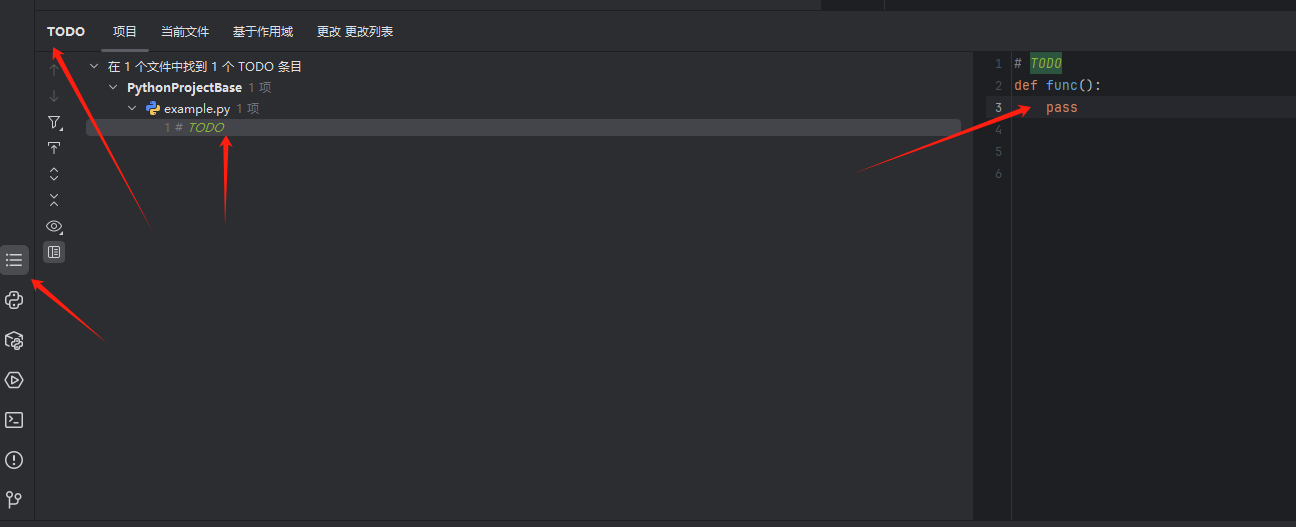 TODO 项目 当前文件 基于作用域 更改 更改列表
在 1 个文件中找到 1 个 TODO 条目
PythonProjectBase 1 项
example.py 1 项
1 # TODO
1 # TODO
2 def func():
3 pass
4
5
6